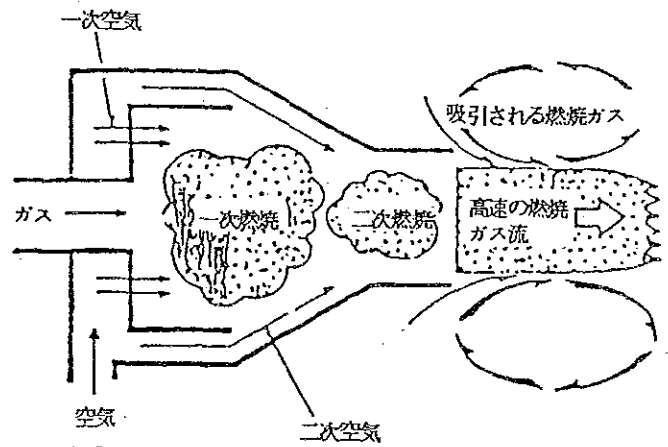 一次空気
吸引される燃焼ガス
ガス
一次燃焼
二次燃焼
高速の燃焼
ガス流
空気
二次空気